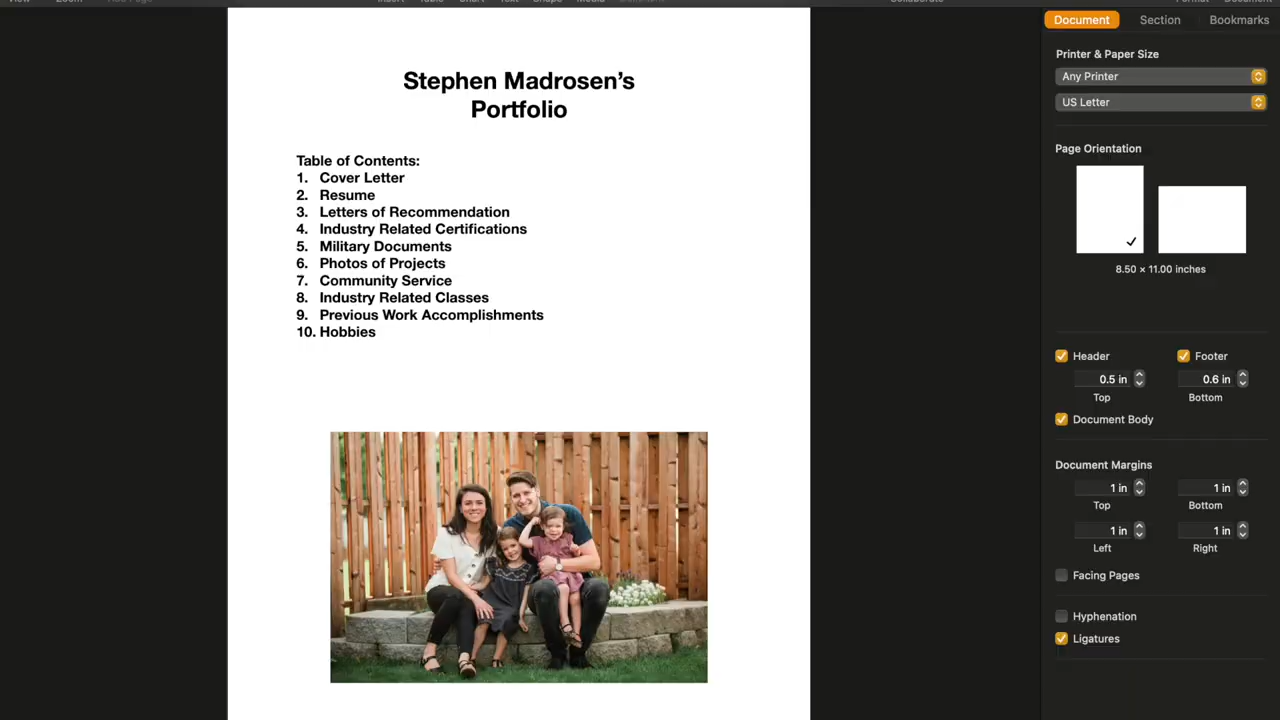 Document
Section
Bookmarks
Stephen Madrosen's
Portfolio
Table of Contents:
1. Cover Letter
2. Resume
3. Letters of Recommendation
4. Industry Related Certifications
5. Military Documents
6. Photos of Projects
7. Community Service
8. Industry Related Classes
9. Previous Work Accomplishments
10. Hobbies
Printer & Paper Size
Any Printer
US Letter
Page Orientation
8.50 × 11.00 inches
Header
Footer
0.5 in
0.6 in
Top
Bottom
Document Body
Document Margins
1 in
1 in
Top
Bottom
1 in
1 in
Left
Right
Facing Pages
Hyphenation
Ligatures